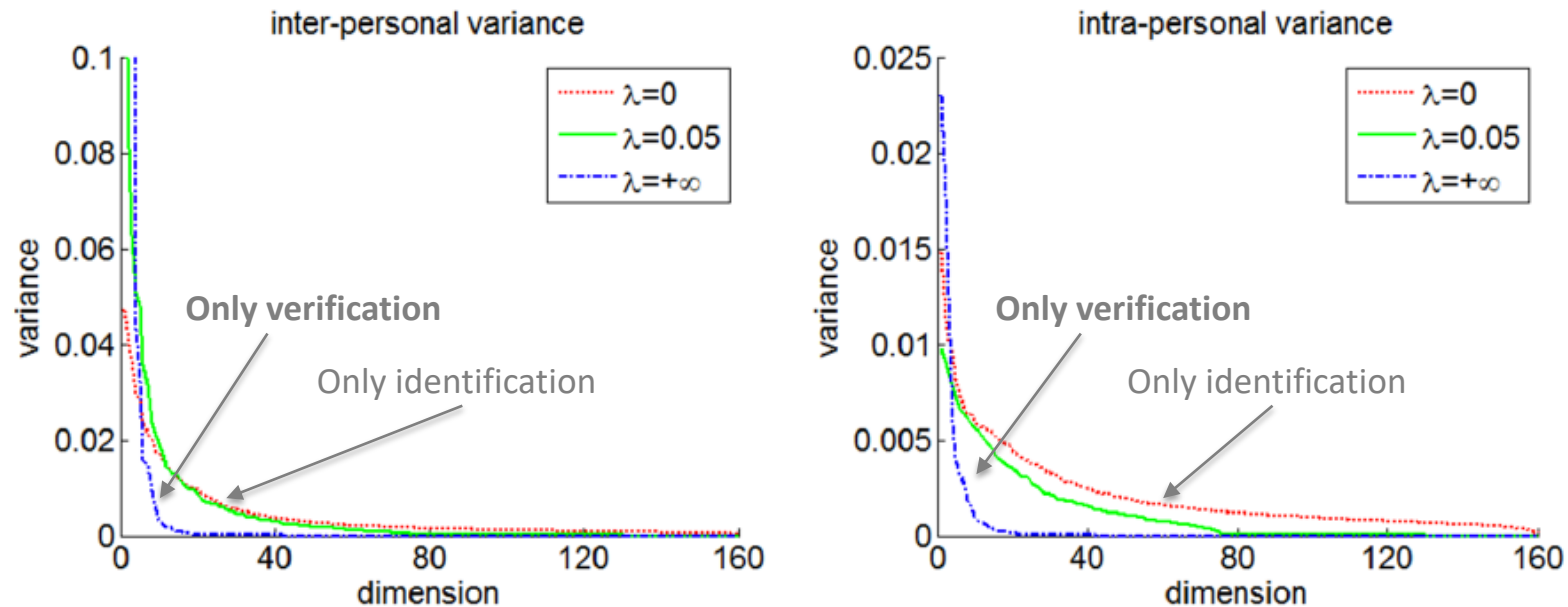 inter-personal variance
0.1
0.08
0.06
0.04
0.02
0
variance
λ=0
λ=0.05
λ=+∞
Only verification
Only identification
0
40
80
120
160
dimension
intra-personal variance
0.025
0.02
0.015
0.01
0.005
0
variance
λ=0
λ=0.05
λ=+∞
Only verification
Only identification
0
40
80
120
160
dimension